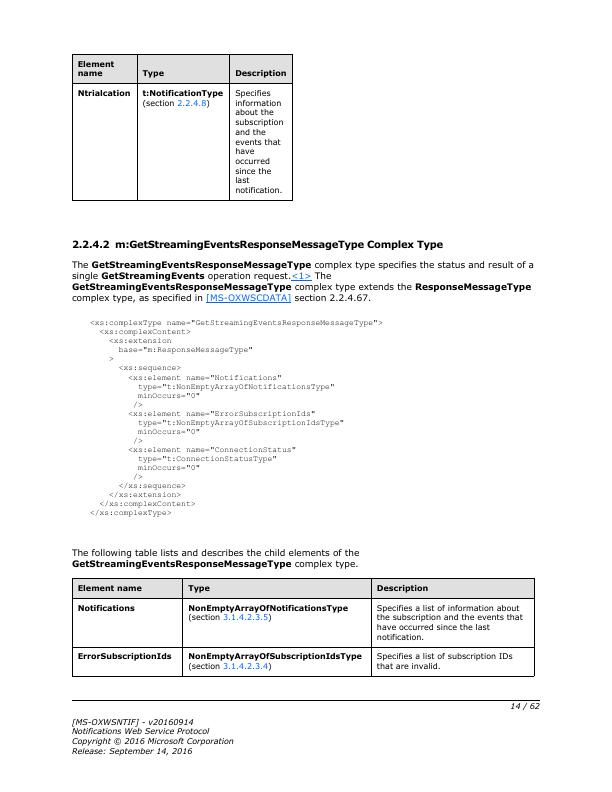 Element name Type Description
Ntrialcation t:NotificationType (section 2.2.4.8) Specifies information about the subscription and the events that have occurred since the last notification.
2.2.4.2 m:GetStreamingEventsResponseMessageType Complex Type
The GetStreamingEventsResponseMessageType complex type specifies the status and result of a
single GetStreamingEvents operation request.<1> The
GetStreamingEventsResponseMessageType complex type extends the ResponseMessageType
complex type, as specified in [MS-OXWSCDATA] section 2.2.4.67.
<xs:complexType name="GetStreamingEventsResponseMessageType">
<xs:complexContent>
<xs:extension
base="m:ResponseMessageType"
>
<xs:sequence>
<xs:element name="Notifications"
type="t:NonEmptyArrayOfNotificationsType"
minOccurs="0"
/>
<xs:element name="ErrorSubscriptionIds"
type="t:NonEmptyArrayOfSubscriptionIdsType"
minOccurs="0"
/>
<xs:element name="ConnectionStatus"
type="t:ConnectionStatusType"
minOccurs="0"
/>
</xs:sequence>
</xs:extension>
</xs:complexContent>
</xs:complexType>
The following table lists and describes the child elements of the
GetStreamingEventsResponseMessageType complex type.
Element name Type Description
Notifications NonEmptyArrayOfNotificationsType (section 3.1.4.2.3.5) Specifies a list of information about the subscription and the events that have occurred since the last notification.
ErrorSubscriptionIds NonEmptyArrayOfSubscriptionIdsType (section 3.1.4.2.3.4) Specifies a list of subscription IDs that are invalid.
14 / 62
[MS-OXWSNTIF] - v20160914
Notifications Web Service Protocol
Copyright © 2016 Microsoft Corporation
Release: September 14, 2016